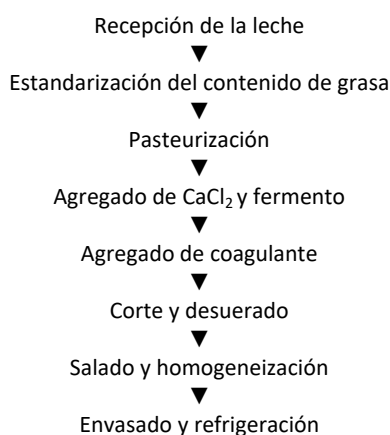 Recepción de la leche
▼
Estandarización del contenido de grasa
▼
Pasteurización
▼
Agregado de CaCl₂ y fermento
▼
Agregado de coagulante
▼
Corte y desuerado
▼
Salado y homogeneización
▼
Envasado y refrigeración